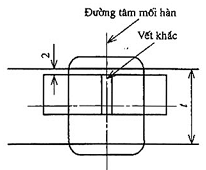 Đường tâm mối hàn
Vết khắc
2
t